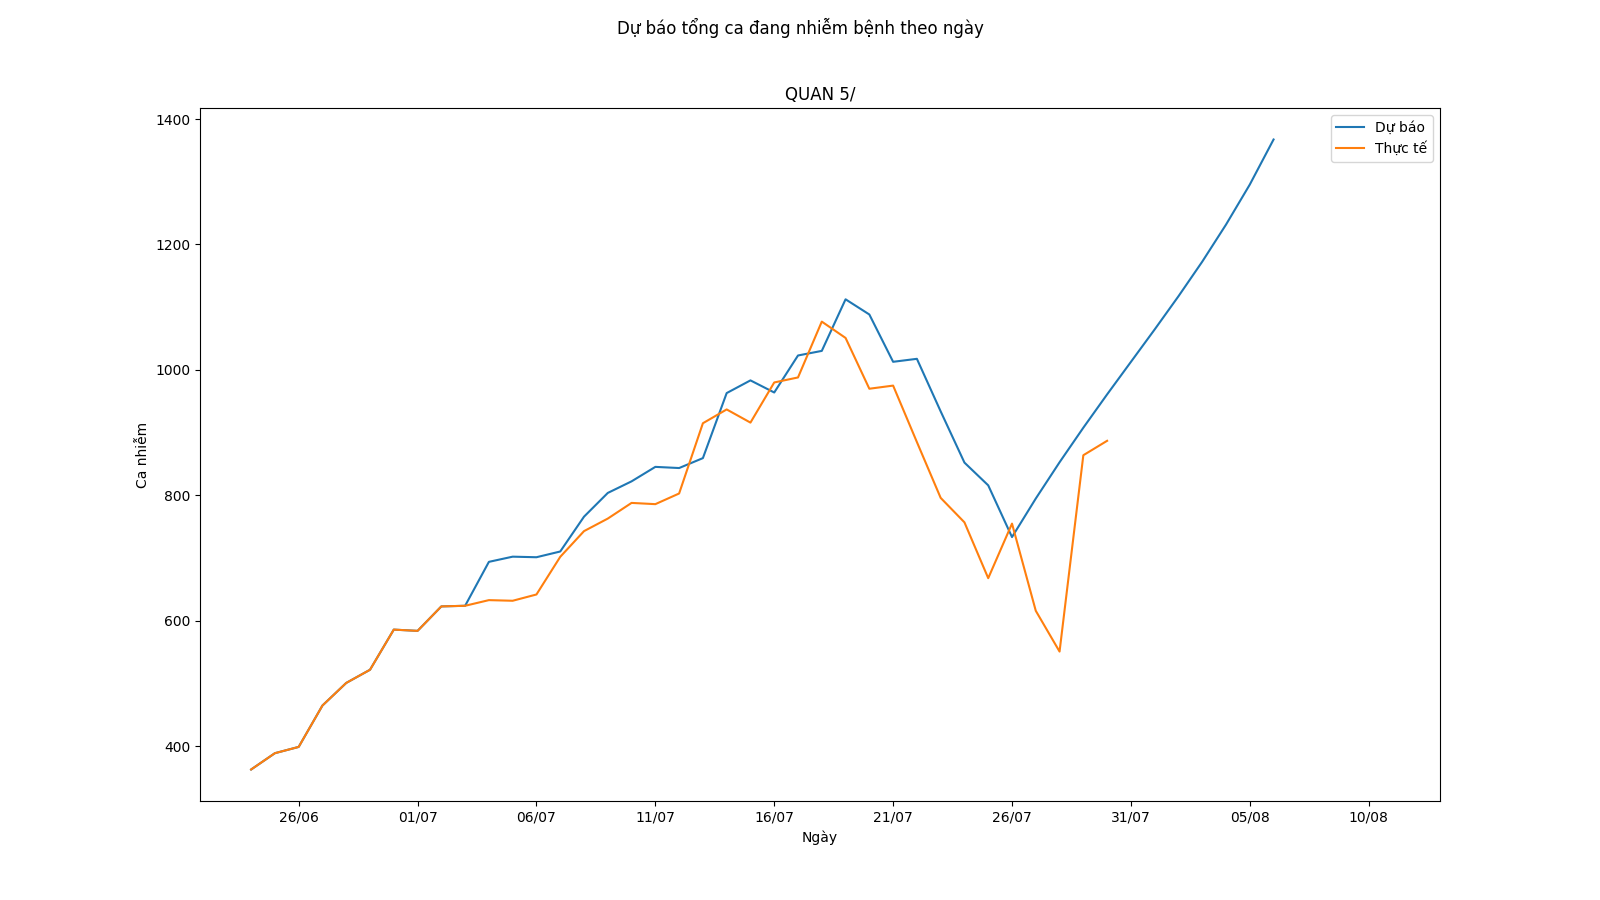 Dự báo tổng ca đang nhiễm bệnh theo ngày
QUAN 5/
Dự báo
Thực tế
1400
1200
1000
800
600
400
Ca nhiễm
26/06 01/07 06/07 11/07 16/07 21/07 26/07 31/07 05/08 10/08
Ngày